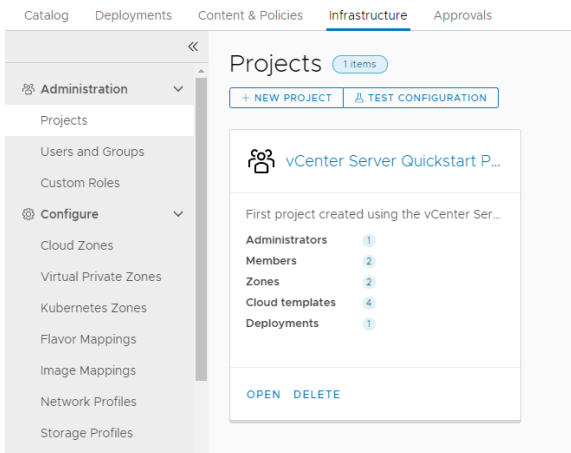 Catalog Deployments Content & Policies Infrastructure Approvals
Administration
Projects
Users and Groups
Custom Roles
Configure
Cloud Zones
Virtual Private Zones
Kubernetes Zones
Flavor Mappings
Image Mappings
Network Profiles
Storage Profiles
Projects 1 items
+ NEW PROJECT TEST CONFIGURATION
vCenter Server Quickstart P...
First project created using the vCenter Ser...
Administrators 1
Members 2
Zones 2
Cloud templates 4
Deployments 1
OPEN DELETE